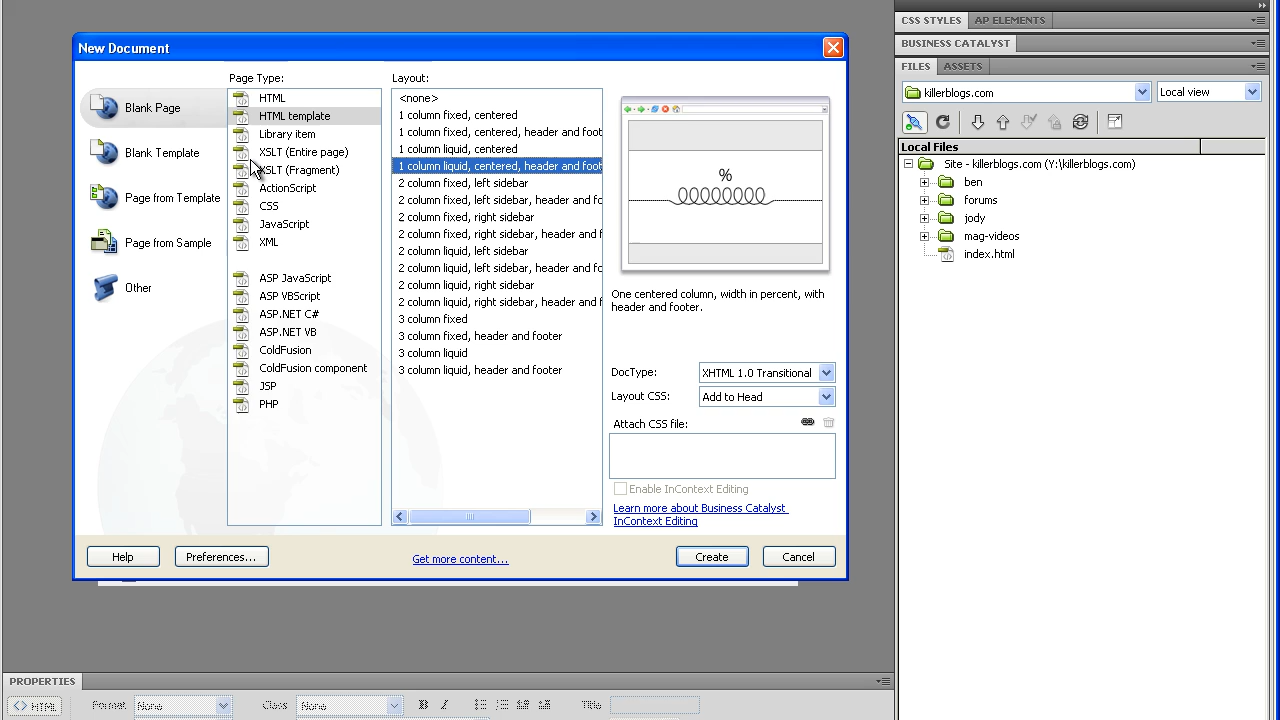 New Document
Page Type:
Layout:
Blank Page
Blank Template
Page from Template
Page from Sample
Other
HTML
HTML template
Library item
XSLT (Entire page)
XSLT (Fragment)
ActionScript
CSS
JavaScript
XML
ASP JavaScript
ASP VBScript
ASP.NET C#
ASP.NET VB
ColdFusion
ColdFusion component
JSP
PHP
<none>
1 column fixed, centered
1 column fixed, centered, header and foot
1 column liquid, centered
1 column liquid, centered, header and foot
2 column fixed, left sidebar
2 column fixed, left sidebar, header and fo
2 column fixed, right sidebar
2 column fixed, right sidebar, header and f
2 column liquid, left sidebar
2 column liquid, left sidebar, header and fo
2 column liquid, right sidebar
2 column liquid, right sidebar, header and f
3 column fixed
3 column fixed, header and footer
3 column liquid
3 column liquid, header and footer
%
One centered column, width in percent, with
header and footer.
DocType:
XHTML 1.0 Transitional
Layout CSS:
Add to Head
Attach CSS file:
Enable InContext Editing
Learn more about Business Catalyst
InContext Editing
Help
Preferences...
Get more content...
Create
Cancel
CSS STYLES
AP ELEMENTS
BUSINESS CATALYST
FILES
ASSETS
killerblogs.com
Local view
Local Files
Site - killerblogs.com (Y:\killerblogs.com)
ben
forums
jody
mag-videos
index.html
PROPERTIES
<> HTML
Format
None
Class
None
B
I
Title